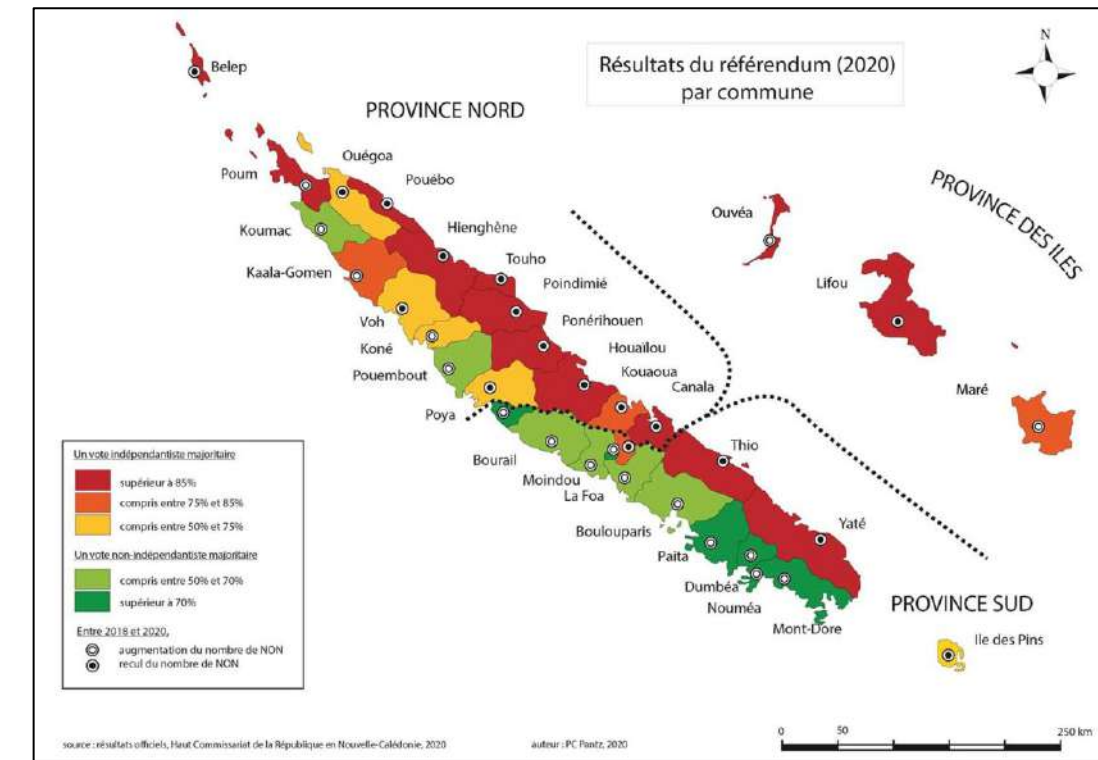 Résultats du référendum (2020)
par commune
N
PROVINCE NORD
PROVINCE DES ILES
PROVINCE SUD
Belep
Poum
Ouégoa
Pouébo
Koumac
Hienghène
Kaala-Gomen
Touho
Poindimié
Voh
Ponérihouen
Koné
Houaïlou
Pouembout
Kouaoua
Canala
Poya
Ouvéa
Lifou
Maré
Bourail
Thio
Moindou
La Foa
Boulouparis
Yaté
Païta
Dumbéa
Nouméa
Mont-Dore
Ile des Pins
Un vote indépendantiste majoritaire
supérieur à 85%
compris entre 75% et 85%
compris entre 50% et 75%
Un vote non-indépendantiste majoritaire
compris entre 50% et 70%
supérieur à 70%
Entre 2018 et 2020,
augmentation du nombre de NON
recul du nombre de NON
source : résultats officiels, Haut Commissariat de la République en Nouvelle-Calédonie, 2020
auteur : PC Pantz, 2020
0 50 250 km